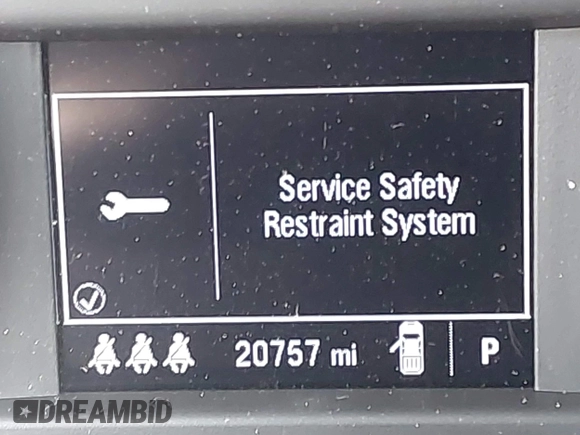 Service Safety
Restraint System
20757 mi
P
DREAMBID